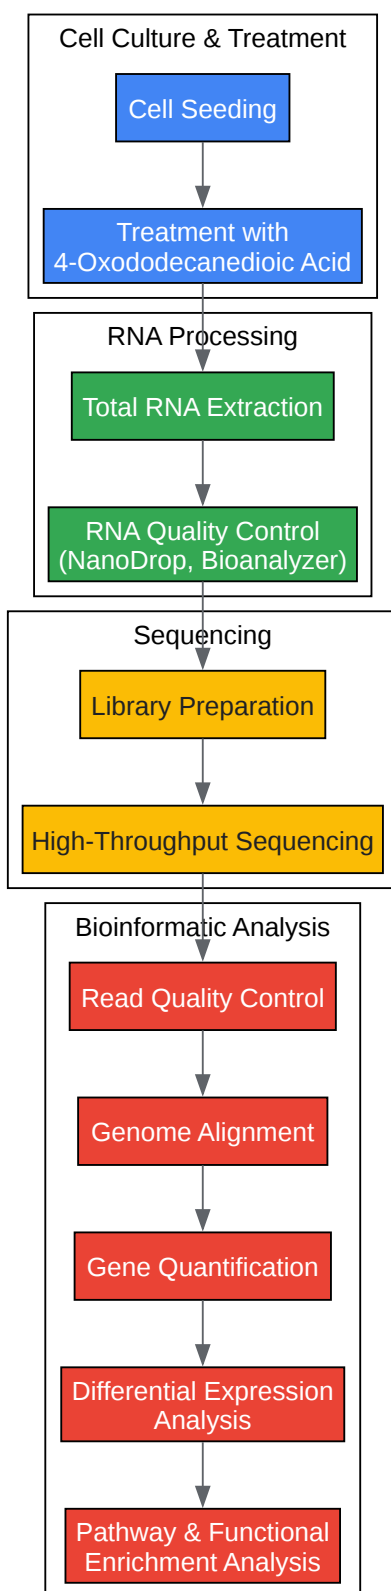 Cell Culture & Treatment
Cell Seeding
Treatment with
4-Oxododecanedioic Acid
RNA Processing
Total RNA Extraction
RNA Quality Control
(NanoDrop, Bioanalyzer)
Sequencing
Library Preparation
High-Throughput Sequencing
Bioinformatic Analysis
Read Quality Control
Genome Alignment
Gene Quantification
Differential Expression
Analysis
Pathway & Functional
Enrichment Analysis